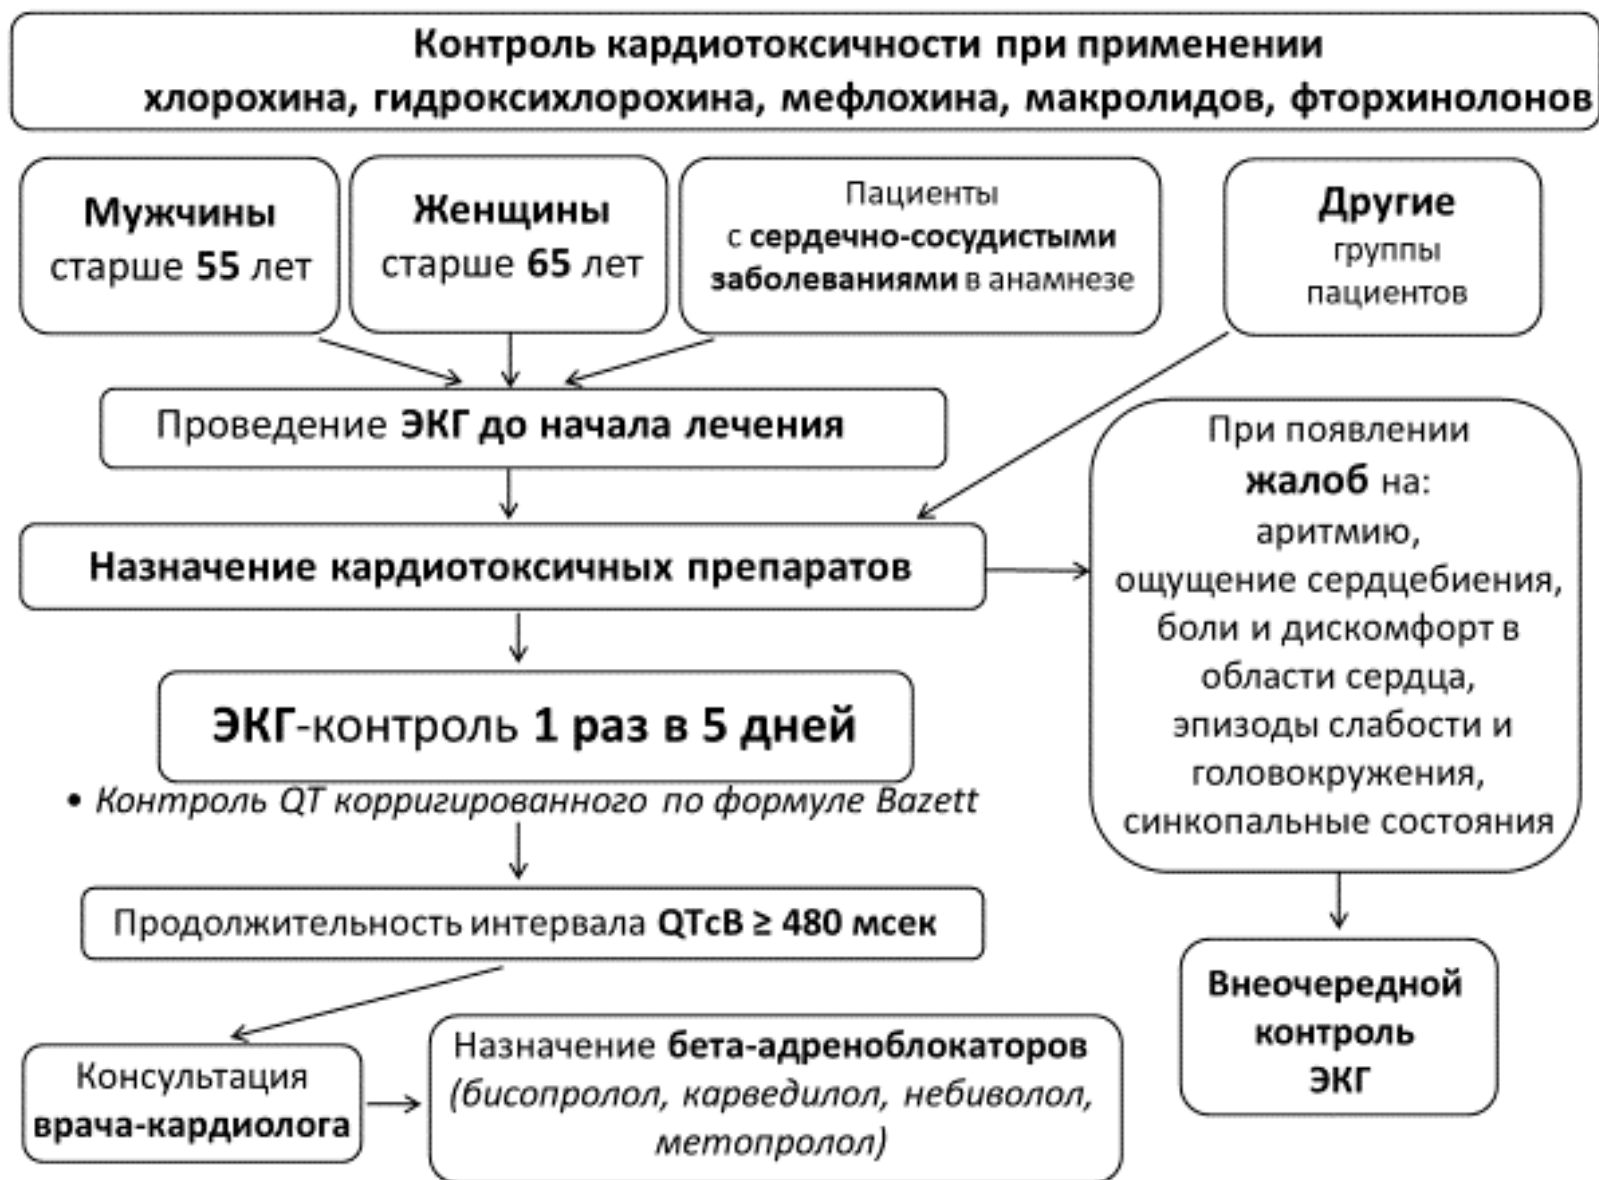 Контроль кардиотоксичности при применении
хлорохина, гидроксихлорохина, мефлохина, макролидов, фторхинолонов
Мужчины
старше 55 лет
Женщины
старше 65 лет
Пациенты
с сердечно-сосудистыми
заболеваниями в анамнезе
Другие
группы
пациентов
Проведение ЭКГ до начала лечения
Назначение кардиотоксичных препаратов
При появлении
жалоб на:
аритмию,
ощущение сердцебиения,
боли и дискомфорт в
области сердца,
эпизоды слабости и
головокружения,
синкопальные состояния
ЭКГ-контроль 1 раз в 5 дней
• Контроль QT корригированного по формуле Bazett
Продолжительность интервала QTcB ≥ 480 мсек
Внеочередной
контроль
ЭКГ
Консультация
врача-кардиолога
Назначение бета-адреноблокаторов
(бисопролол, карведилол, небиволол,
метопролол)